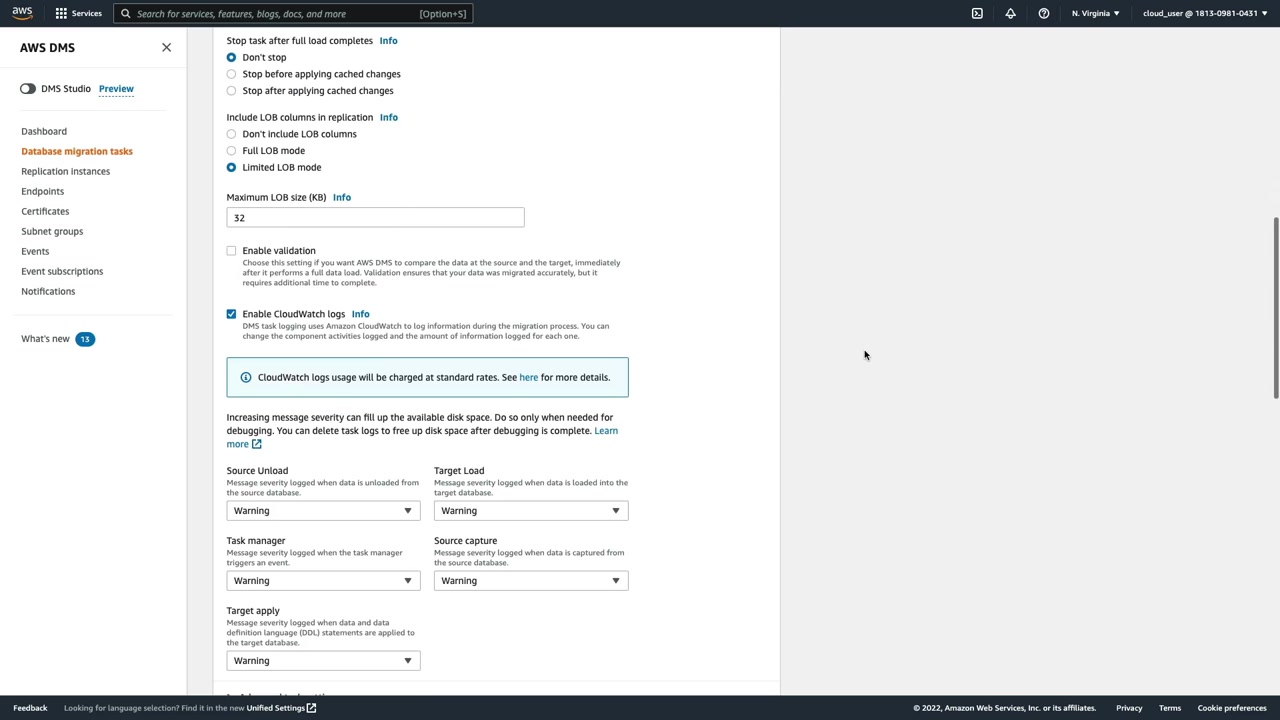 aws
Services
Search for services, features, blogs, docs, and more
[Option+S]
N. Virginia
cloud_user @ 1813-0981-0431
AWS DMS
DMS Studio
Preview
Dashboard
Database migration tasks
Replication instances
Endpoints
Certificates
Subnet groups
Events
Event subscriptions
Notifications
What's new
13
Stop task after full load completes Info
Don't stop
Stop before applying cached changes
Stop after applying cached changes
Include LOB columns in replication Info
Don't include LOB columns
Full LOB mode
Limited LOB mode
Maximum LOB size (KB) Info
32
Enable validation
Choose this setting if you want AWS DMS to compare the data at the source and the target, immediately
after it performs a full data load. Validation ensures that your data was migrated accurately, but it
requires additional time to complete.
Enable CloudWatch logs Info
DMS task logging uses Amazon CloudWatch to log information during the migration process. You can
change the component activities logged and the amount of information logged for each one.
CloudWatch logs usage will be charged at standard rates. See here for more details.
Increasing message severity can fill up the available disk space. Do so only when needed for
debugging. You can delete task logs to free up disk space after debugging is complete. Learn
more
Source Unload
Message severity logged when data is unloaded from
the source database.
Warning
Target Load
Message severity logged when data is loaded into the
target database.
Warning
Task manager
Message severity logged when the task manager
triggers an event.
Warning
Source capture
Message severity logged when data is captured from
the source database.
Warning
Target apply
Message severity logged when data and data
definition language (DDL) statements are applied to
the target database.
Warning
Feedback
Looking for language selection? Find it in the new Unified Settings
© 2022, Amazon Web Services, Inc. or its affiliates.
Privacy
Terms
Cookie preferences